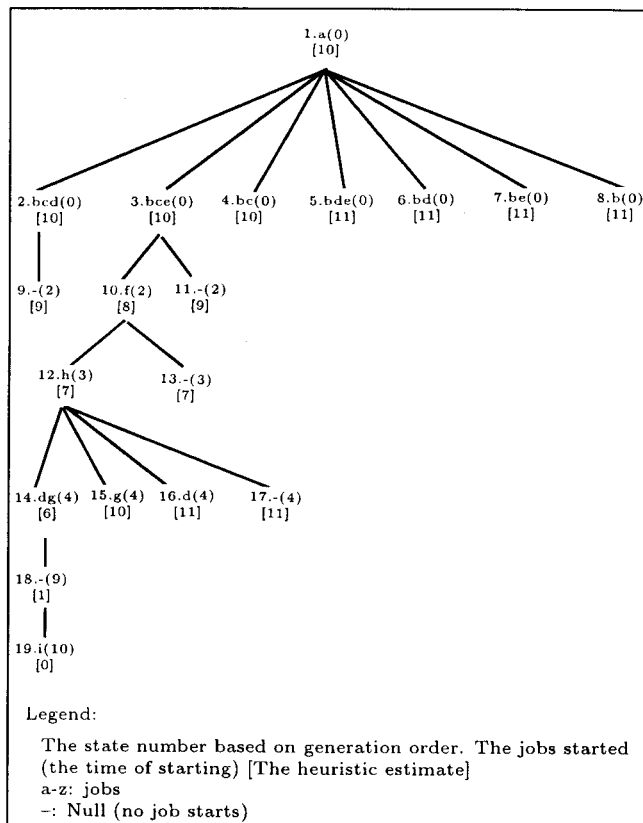 1.a(0)
[10]
2.bcd(0) 3.bce(0) 4.bc(0) 5.bde(0) 6.bd(0) 7.be(0) 8.b(0)
[10] [10] [10] [11] [11] [11] [11]
9.-(2) 10.f(2) 11.-(2)
[9] [8] [9]
12.h(3) 13.-(3)
[7] [7]
14.dg(4) 15.g(4) 16.d(4) 17.-(4)
[6] [10] [11] [11]
18.-(9)
[1]
19.i(10)
[0]
Legend:
The state number based on generation order. The jobs started
(the time of starting) [The heuristic estimate]
a-z: jobs
–: Null (no job starts)